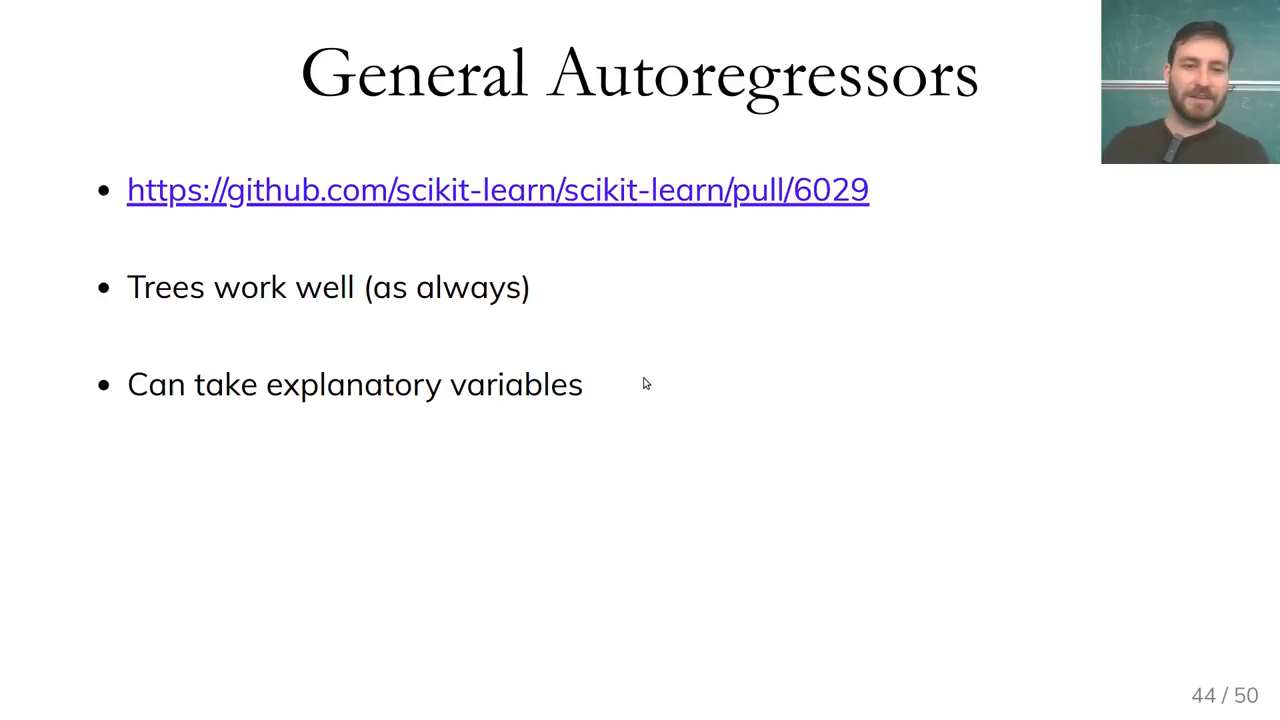 General Autoregressors
https://github.com/scikit-learn/scikit-learn/pull/6029
Trees work well (as always)
Can take explanatory variables
44 / 50